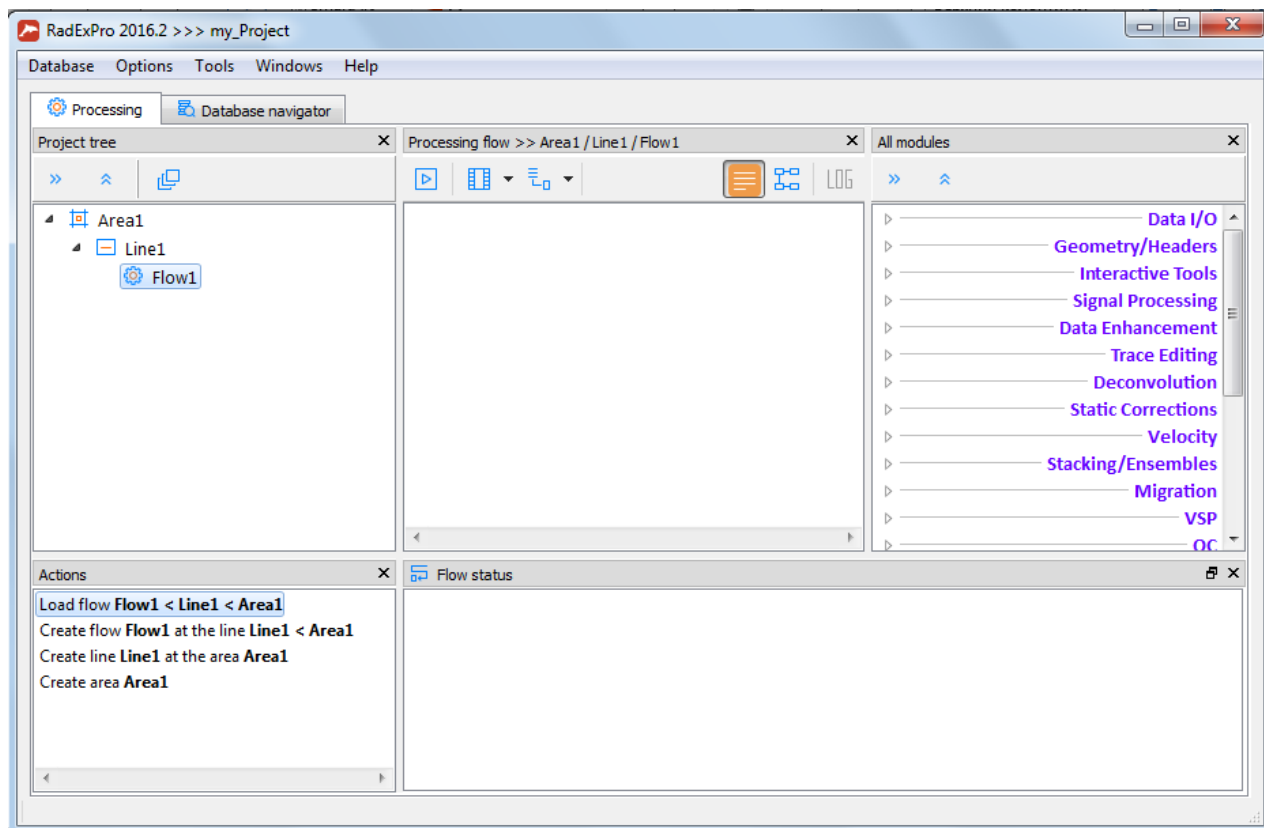 RadExPro 2016.2 >>> my_Project
Database Options Tools Windows Help
Processing Database navigator
Project tree
Processing flow >> Area1 / Line1 / Flow1
All modules
LOG
Area1
Line1
Flow1
Data I/O
Geometry/Headers
Interactive Tools
Signal Processing
Data Enhancement
Trace Editing
Deconvolution
Static Corrections
Velocity
Stacking/Ensembles
Migration
VSP
QC
Actions
Load flow Flow1 < Line1 < Area1
Create flow Flow1 at the line Line1 < Area1
Create line Line1 at the area Area1
Create area Area1
Flow status